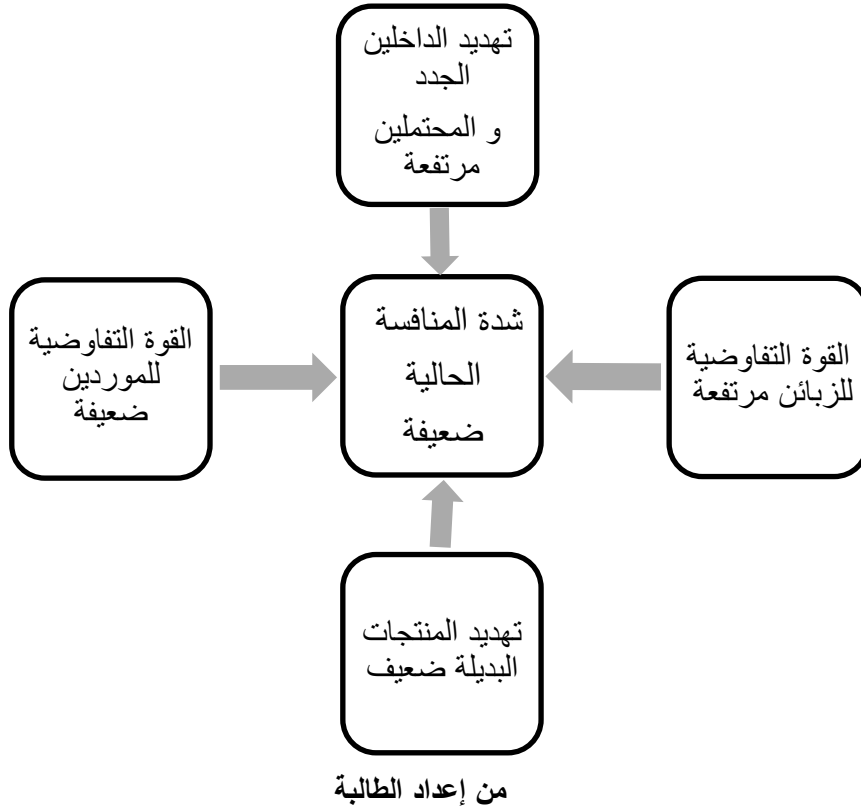 تهديد الداخلين
الجدد
و المحتملين
مرتفعة
القوة التفاوضية
للزبائن مرتفعة
شدة المنافسة
الحالية
ضعيفة
القوة التفاوضية
للموردين
ضعيفة
تهديد المنتجات
البديلة ضعيف
من إعداد الطالبة